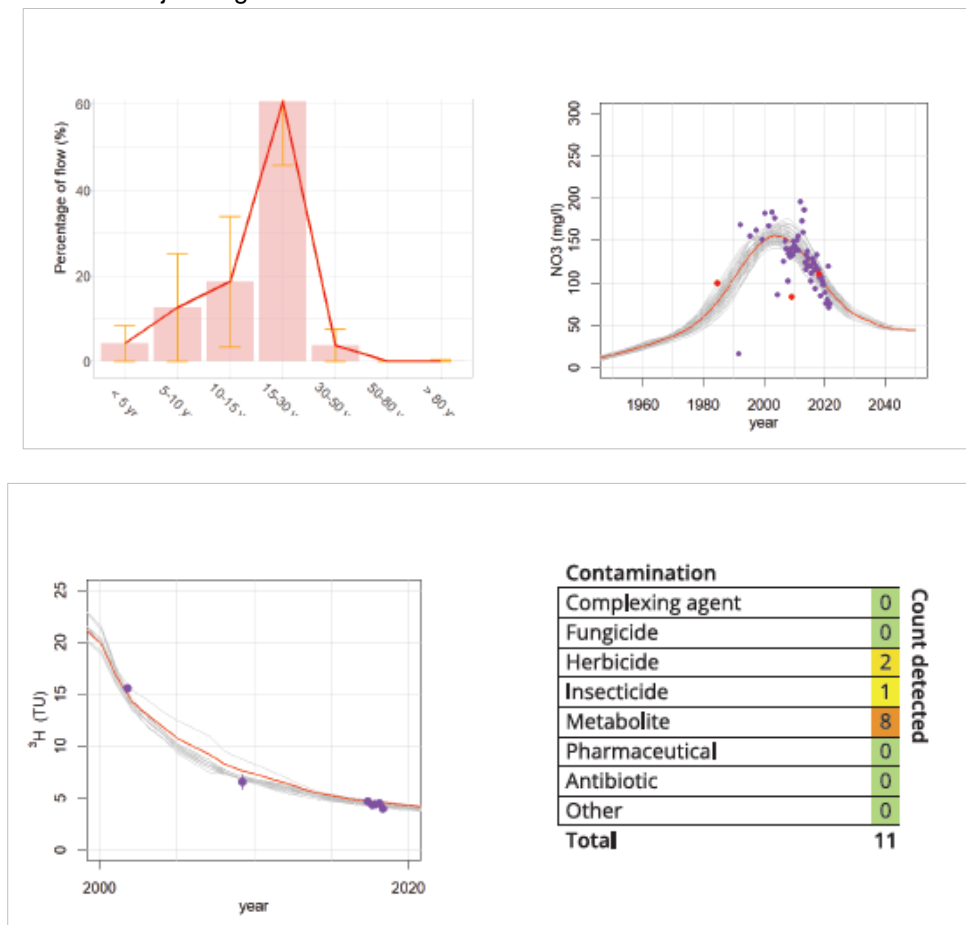 Percentage of flow (%)
60
40
20
0
< 5 yr
5-10 y
10-15 y
15-30 y
30-50 y
50-80 y
> 80 y
NO3 (mg/l)
300
250
200
150
100
50
0
1960 1980 2000 2020 2040
year
³H (TU)
25
20
15
10
5
0
2000 2020
year
Contamination
Complexing agent 0
Fungicide 0
Herbicide 2
Insecticide 1
Metabolite 8
Pharmaceutical 0
Antibiotic 0
Other 0
Total 11
Count detected